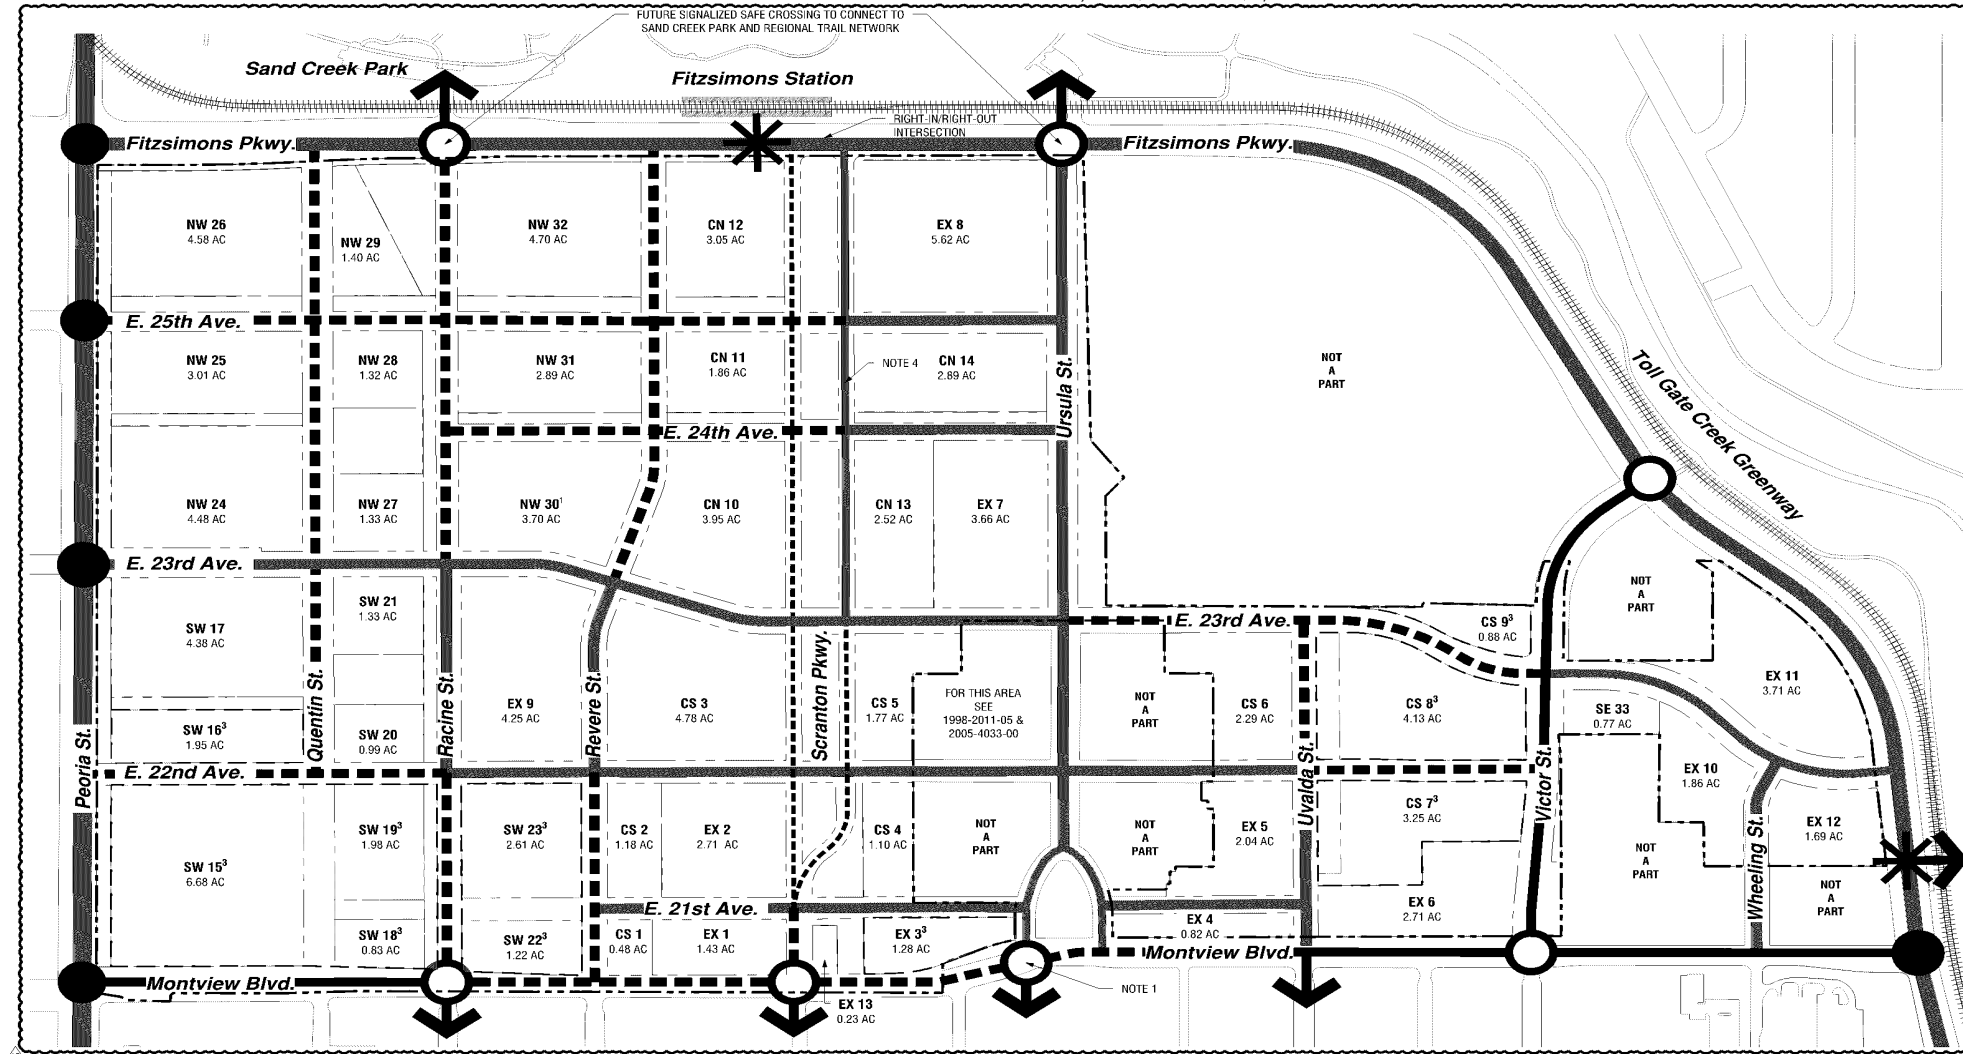 FUTURE SIGNALIZED SAFE CROSSING TO CONNECT TO
SAND CREEK PARK AND REGIONAL TRAIL NETWORK
Sand Creek Park
Fitzsimons Station
RIGHT-IN/RIGHT-OUT
INTERSECTION
Fitzsimons Pkwy.
Fitzsimons Pkwy.
NW 26
4.58 AC
NW 29
1.40 AC
NW 32
4.70 AC
CN 12
3.05 AC
EX 8
5.62 AC
E. 25th Ave.
NW 25
3.01 AC
NW 28
1.32 AC
NW 31
2.89 AC
CN 11
1.86 AC
NOTE 4
CN 14
2.89 AC
Ursula St.
NOT
A
PART
Toll Gate Creek Greenway
E. 24th Ave.
NW 24
4.48 AC
NW 27
1.33 AC
NW 30¹
3.70 AC
CN 10
3.95 AC
CN 13
2.52 AC
EX 7
3.66 AC
E. 23rd Ave.
E. 23rd Ave.
NOT
A
PART
SW 17
4.38 AC
SW 21
1.33 AC
CS 9³
0.88 AC
SW 16³
1.95 AC
Quentin St.
SW 20
0.99 AC
Racine St.
EX 9
4.25 AC
Revere St.
CS 3
4.78 AC
Scranton Pkwy.
CS 5
1.77 AC
FOR THIS AREA
SEE
1998-2011-05 &
2005-4033-00
NOT
A
PART
CS 6
2.29 AC
CS 8³
4.13 AC
SE 33
0.77 AC
EX 11
3.71 AC
Peoria St.
E. 22nd Ave.
Uvalda St.
Victor St.
SW 15³
6.68 AC
SW 19³
1.98 AC
SW 23³
2.61 AC
CS 2
1.18 AC
EX 2
2.71 AC
CS 4
1.10 AC
NOT
A
PART
NOT
A
PART
EX 5
2.04 AC
CS 7³
3.25 AC
EX 10
1.86 AC
EX 12
1.69 AC
NOT
A
PART
Wheeling St.
NOT
A
PART
E. 21st Ave.
SW 18³
0.83 AC
SW 22³
1.22 AC
CS 1
0.48 AC
EX 1
1.43 AC
EX 3³
1.28 AC
EX 4
0.82 AC
EX 6
2.71 AC
Montview Blvd.
Montview Blvd.
EX 13
0.23 AC
NOTE 1